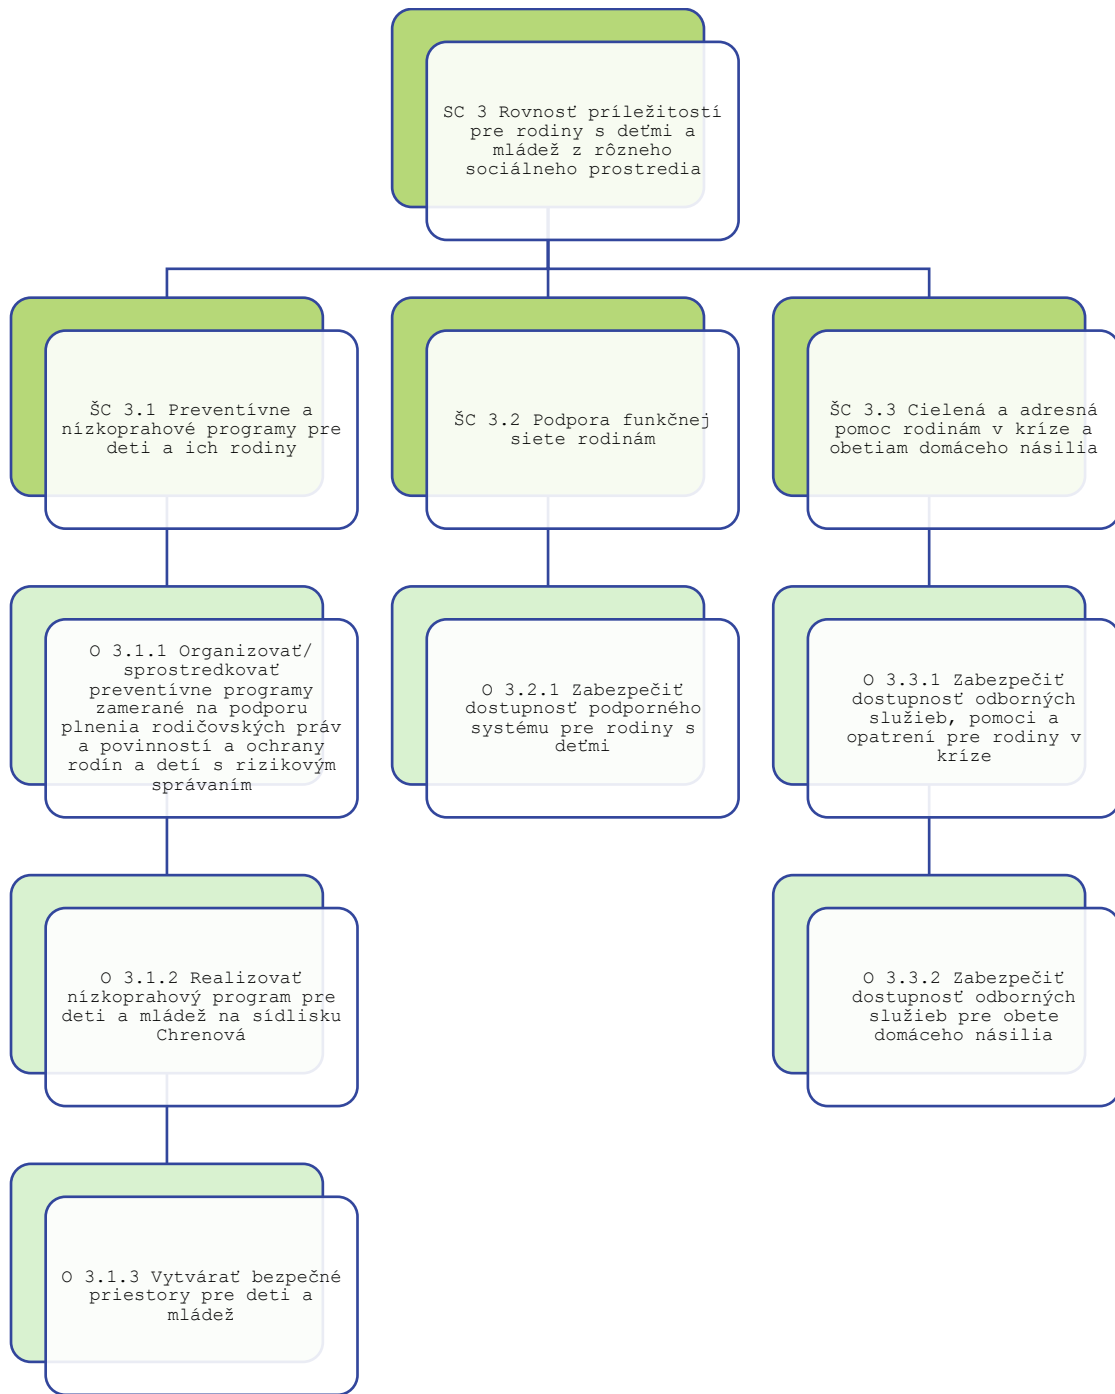 SC 3 Rovnosť príležitostí
pre rodiny s deťmi a
mládež z rôzneho
sociálneho prostredia
ŠC 3.1 Preventívne a
nízkoprahové programy pre
deti a ich rodiny
ŠC 3.2 Podpora funkčnej
siete rodinám
ŠC 3.3 Cielená a adresná
pomoc rodinám v kríze a
obetiam domáceho násilia
O 3.1.1 Organizovať/
sprostredkovať
preventívne programy
zamerané na podporu
plnenia rodičovských práv
a povinností a ochrany
rodín a detí s rizikovým
správaním
O 3.2.1 Zabezpečiť
dostupnosť podporného
systému pre rodiny s
deťmi
O 3.3.1 Zabezpečiť
dostupnosť odborných
služieb, pomoci a
opatrení pre rodiny v
kríze
O 3.1.2 Realizovať
nízkoprahový program pre
deti a mládež na sídlisku
Chrenová
O 3.3.2 Zabezpečiť
dostupnosť odborných
služieb pre obete
domáceho násilia
O 3.1.3 Vytvárať bezpečné
priestory pre deti a
mládež